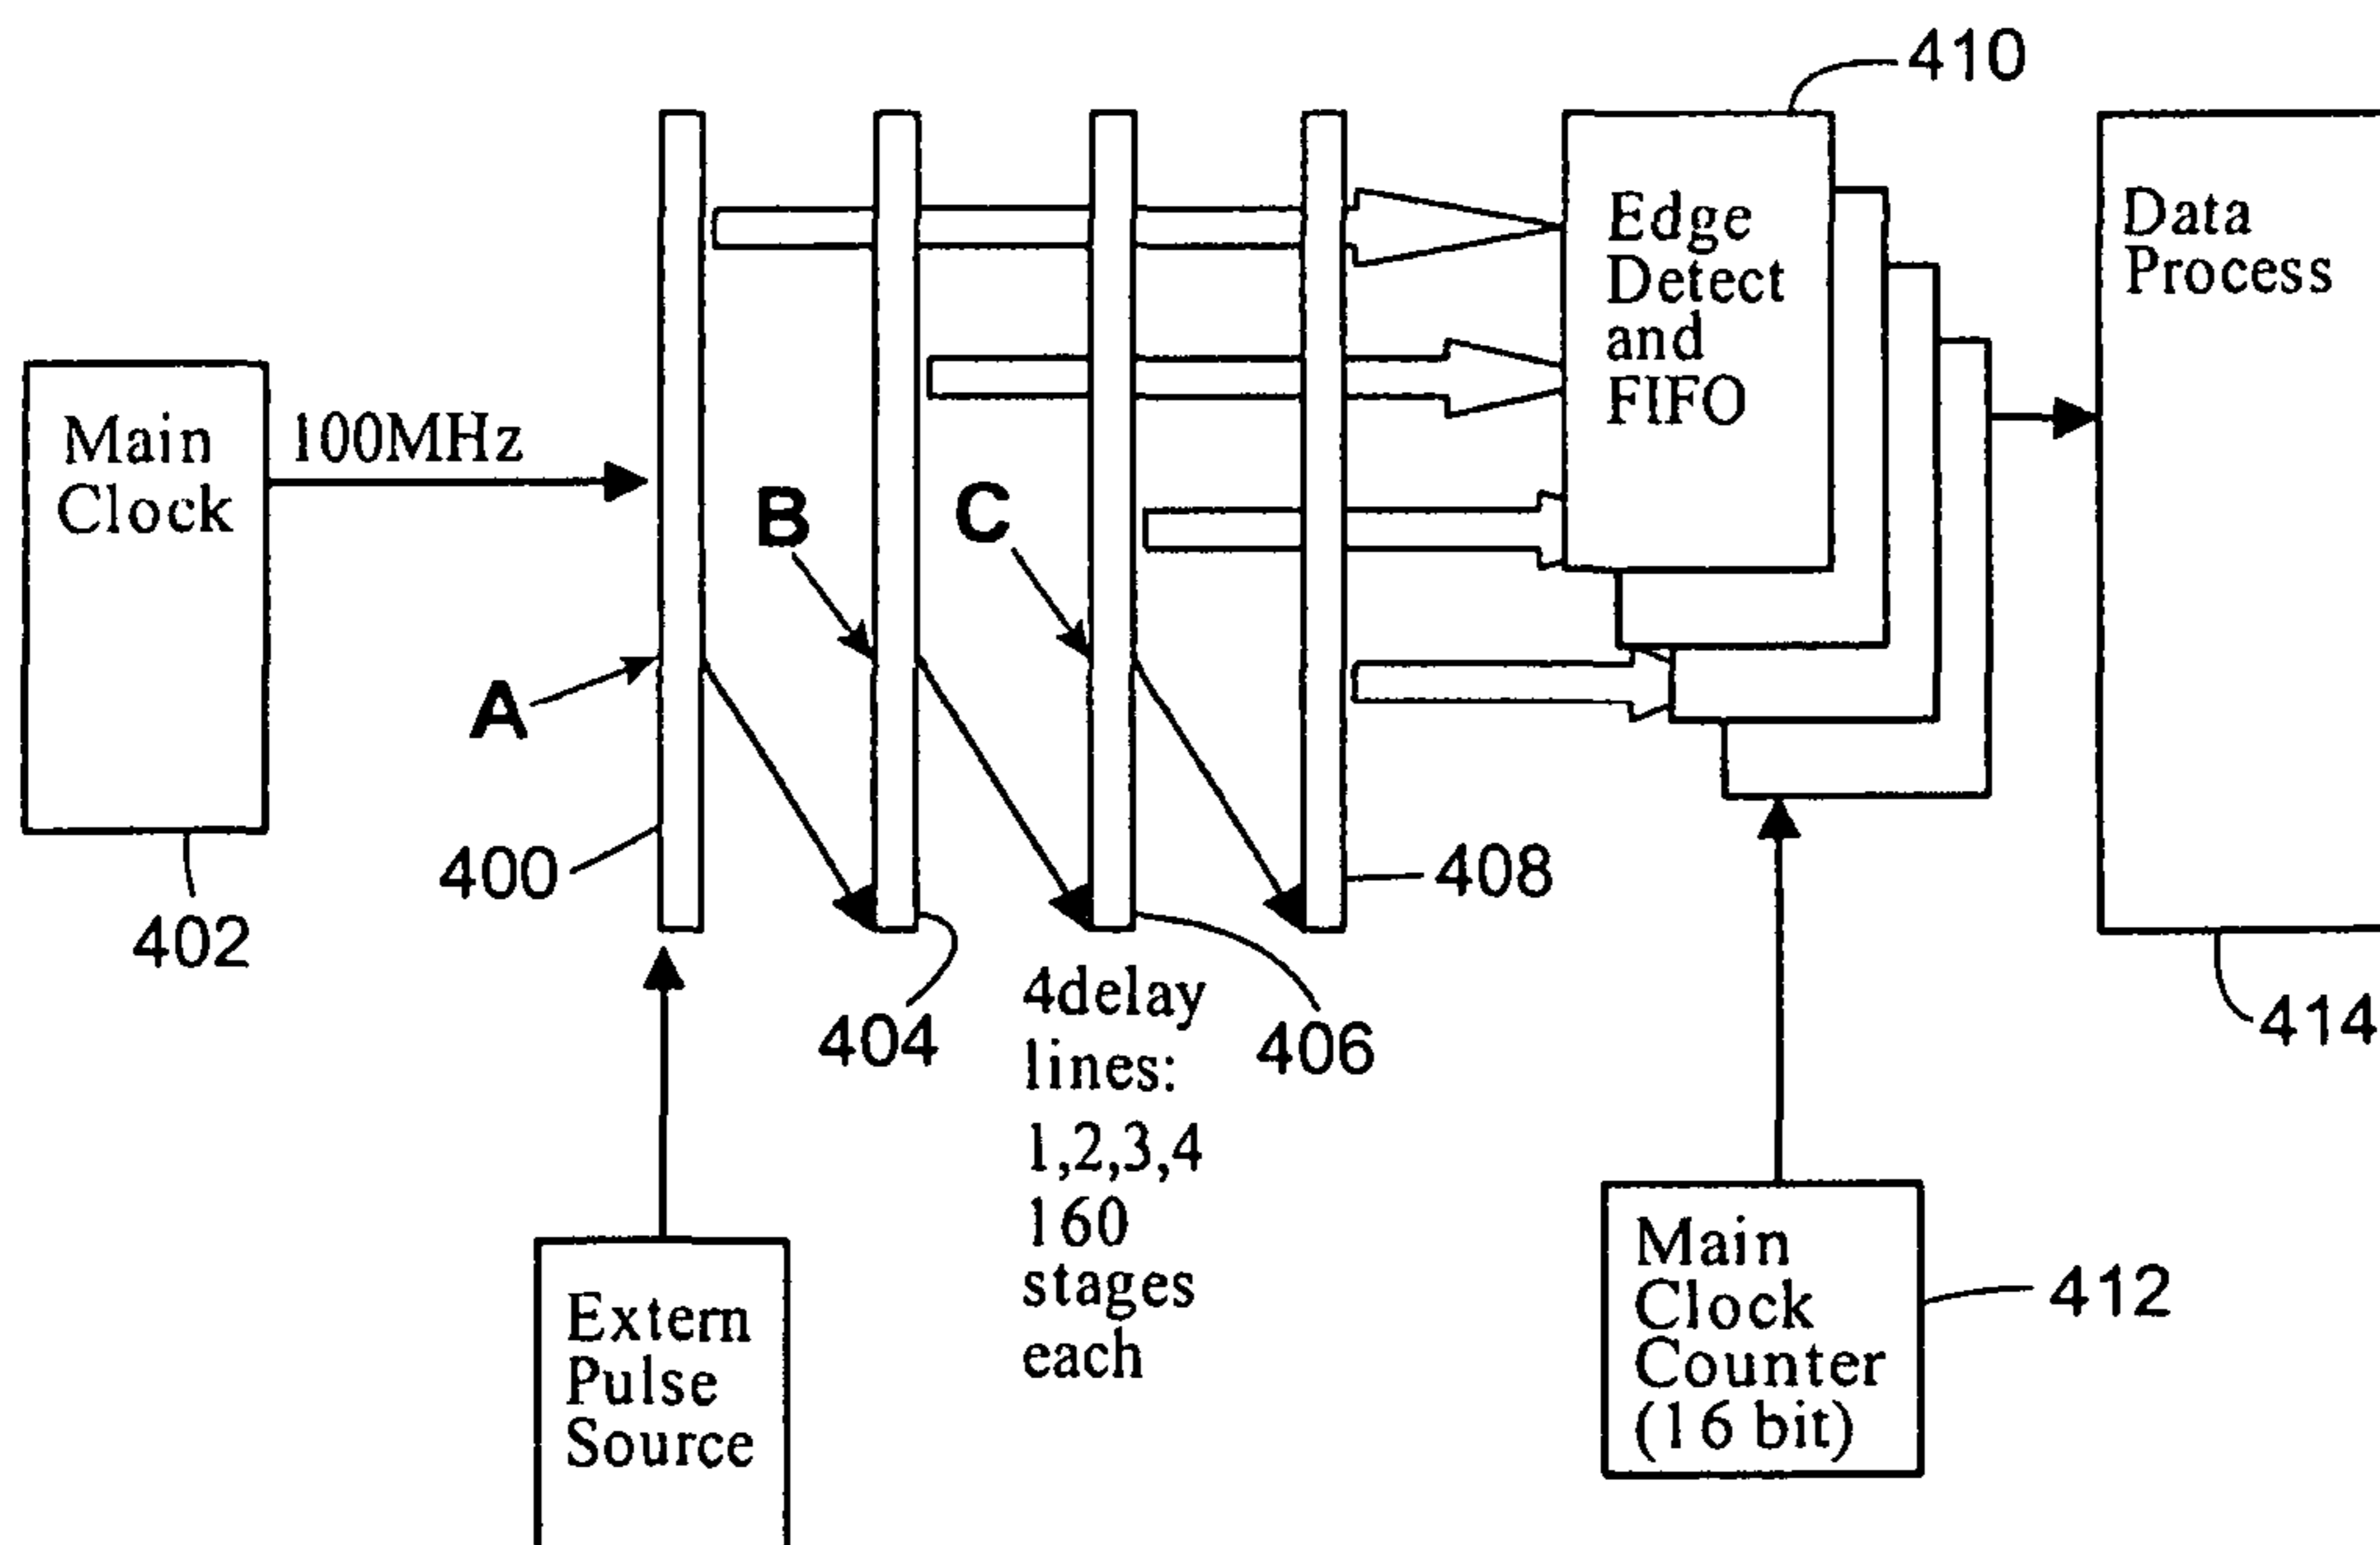 410
Edge
Detect
and
FIFO
Data
Process
Main
Clock
100MHz
B
C
A
400
408
402
404
406
414
4delay
lines:
1,2,3,4
160
stages
each
Extern
Pulse
Source
Main
Clock
Counter
(16 bit)
412